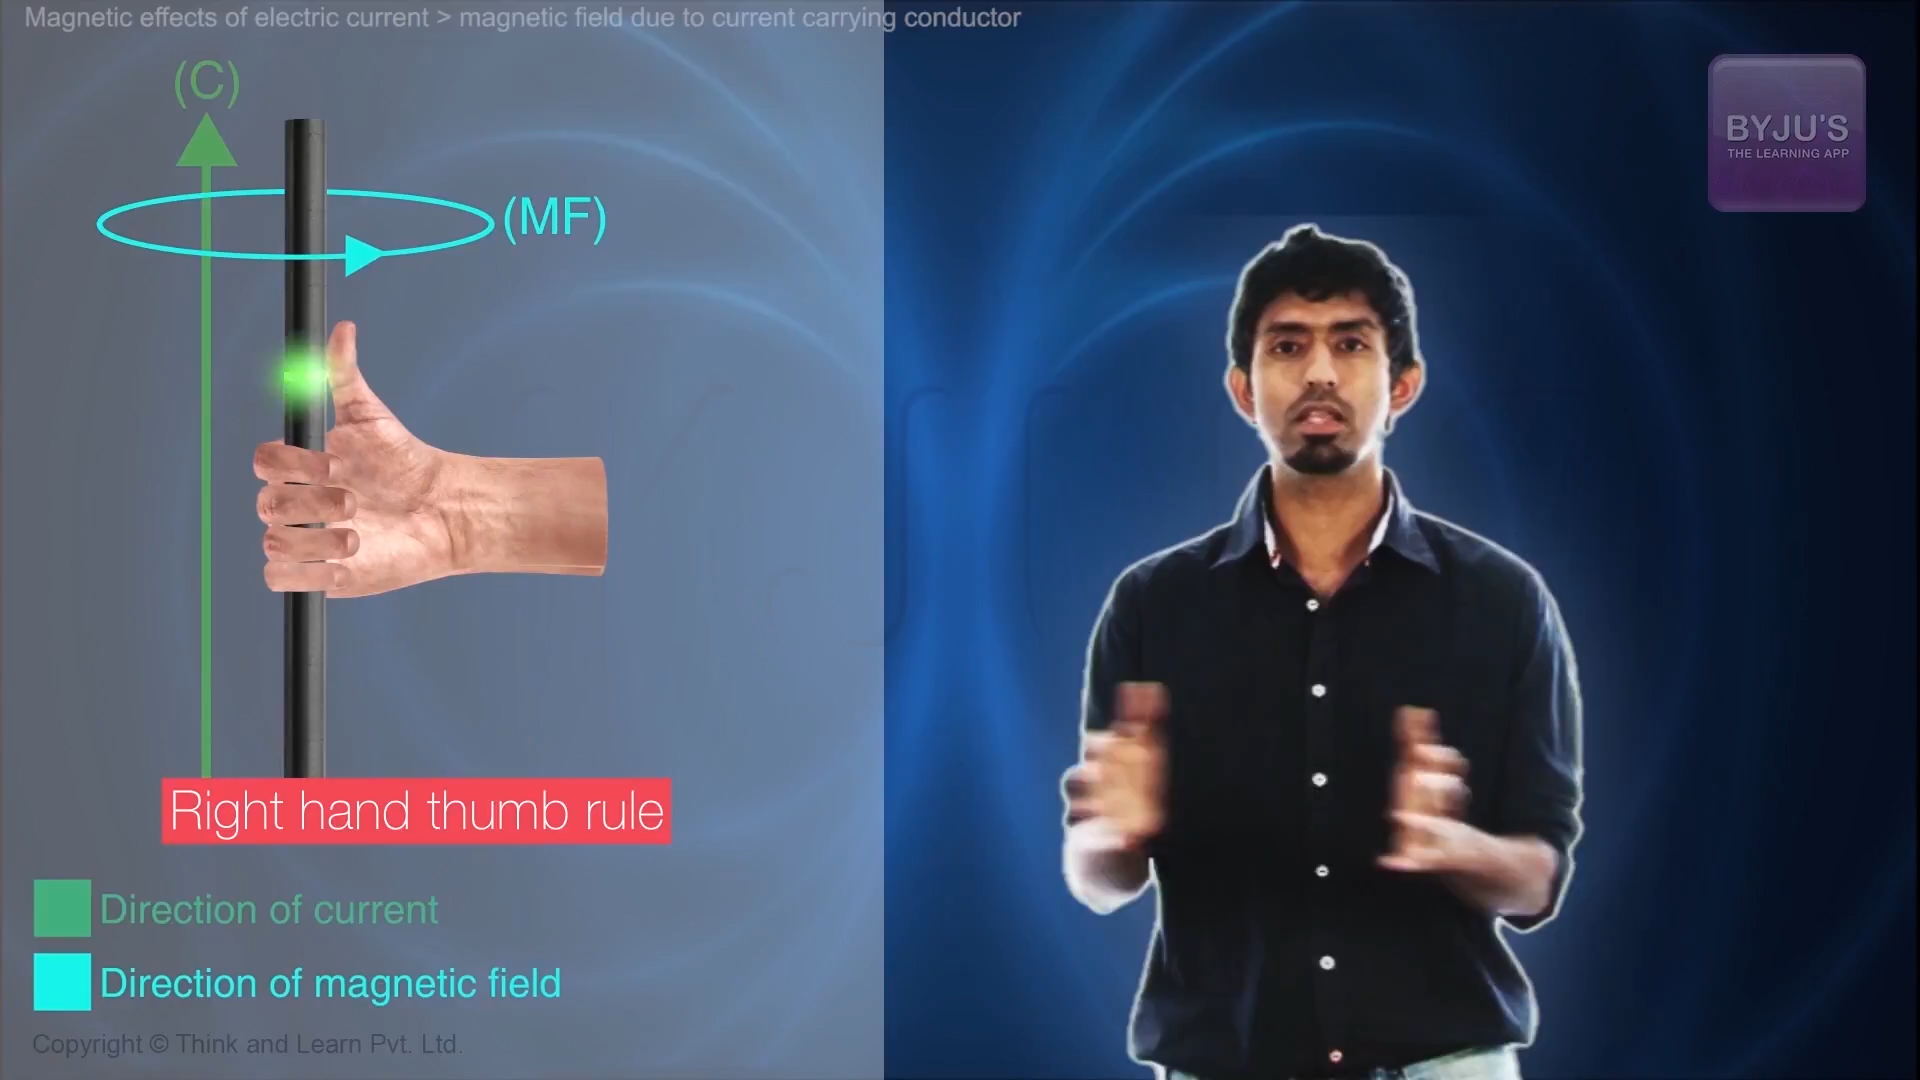 Magnetic effects of electric current > magnetic field due to current carrying conductor
(C)
(MF)
BYJU'S
THE LEARNING APP
Right hand thumb rule
Direction of current
Direction of magnetic field
Copyright © Think and Learn Pvt. Ltd.